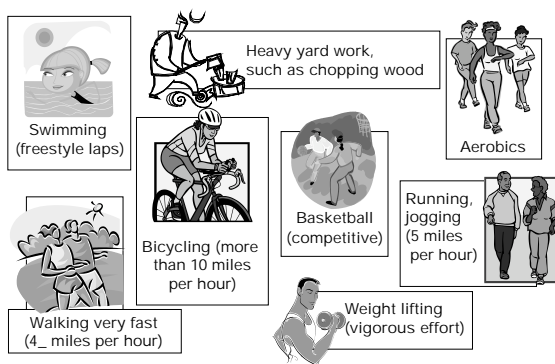 Heavy yard work,
such as chopping wood
Swimming
(freestyle laps)
Aerobics
Bicycling (more
than 10 miles
per hour)
Basketball
(competitive)
Running,
jogging
(5 miles
per hour)
Walking very fast
(4_ miles per hour)
Weight lifting
(vigorous effort)